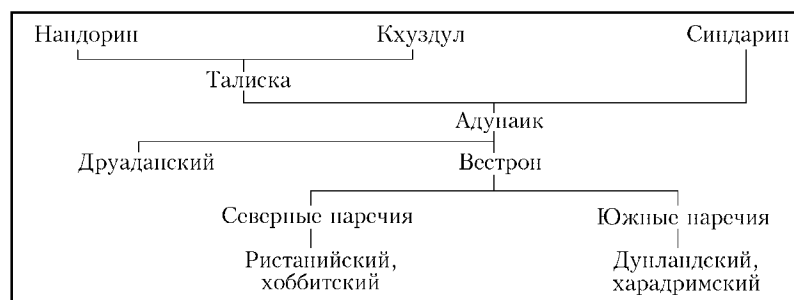 Нандорин Кхуздул Синдарин
Талиска
Адунаик
Друаданский Вестрон
Северные наречия Южные наречия
Ристанийский, Дунландский,
хоббитский харадримский